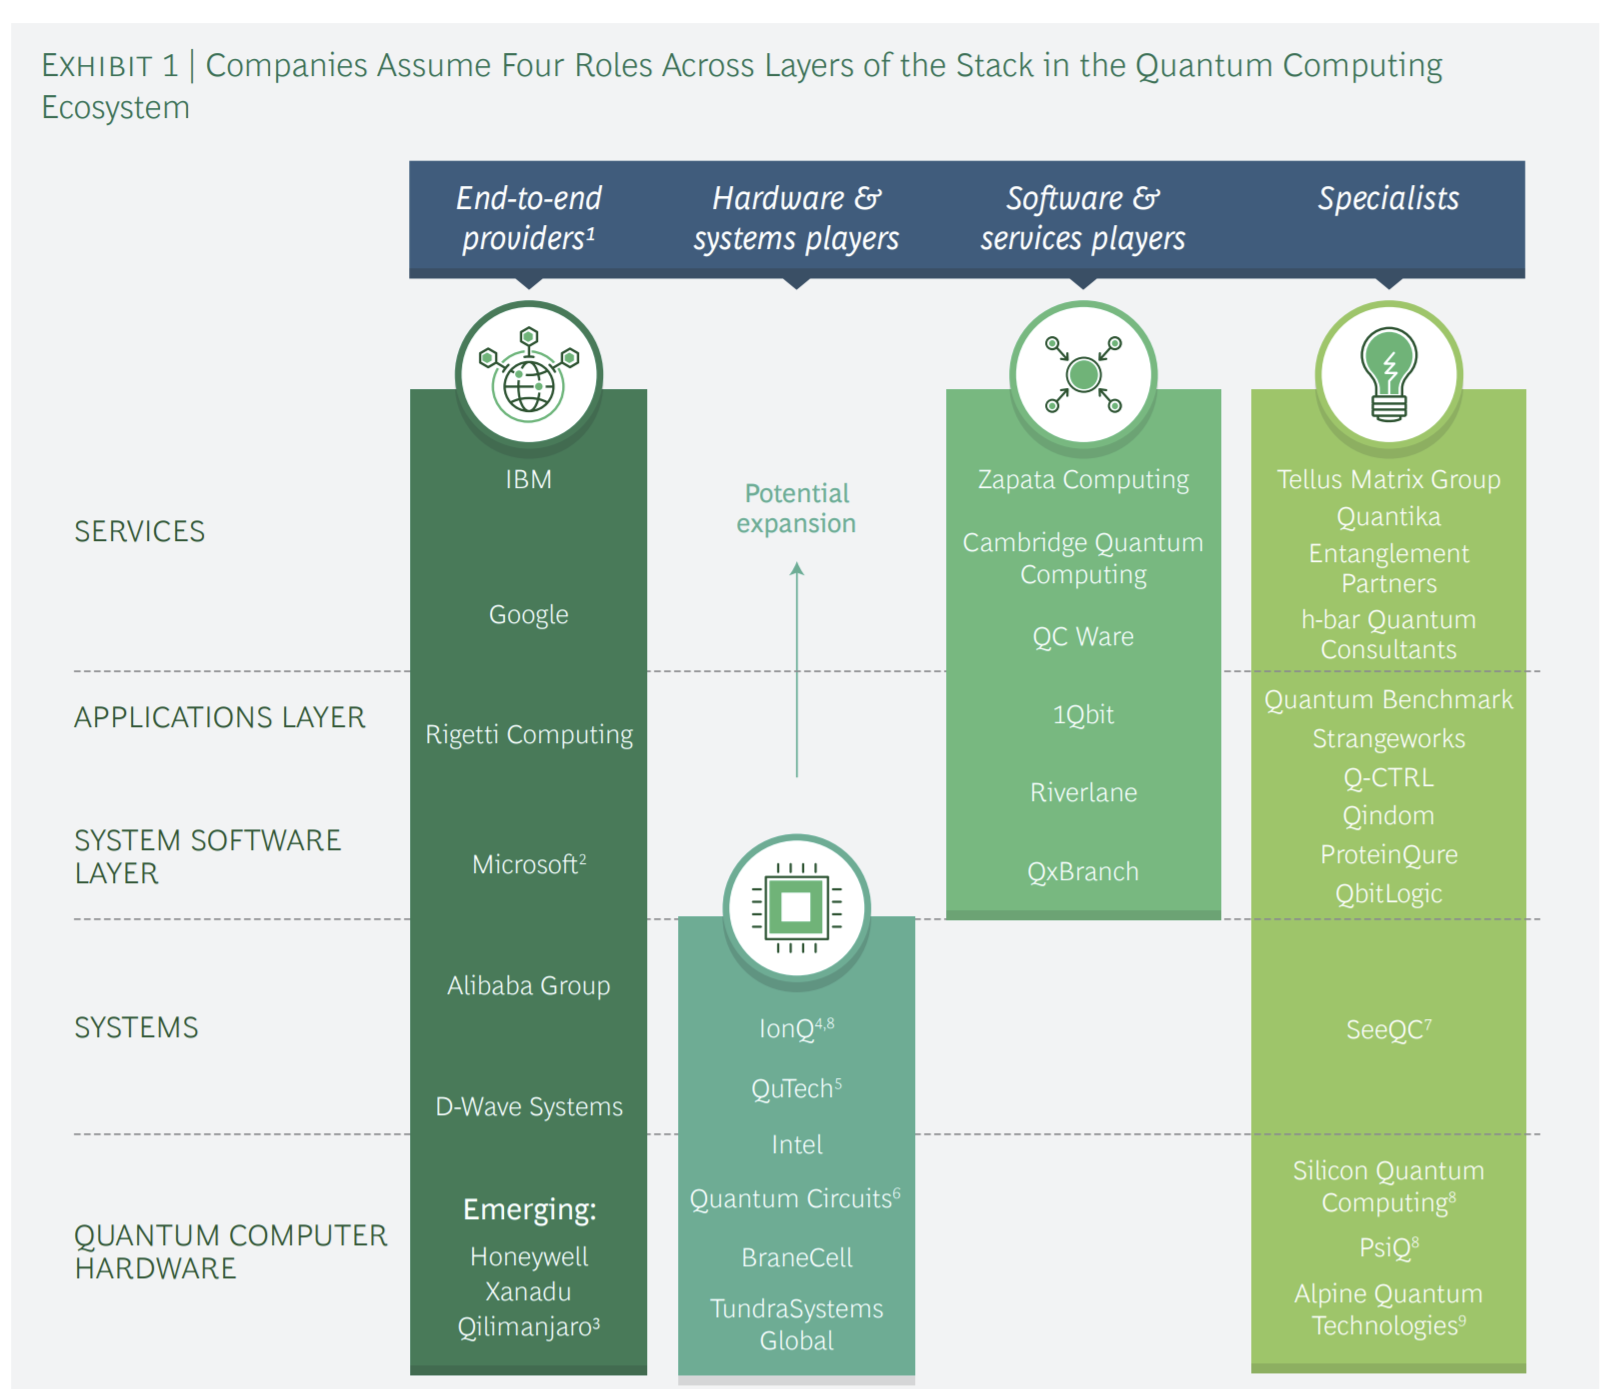 EXHIBIT 1 | Companies Assume Four Roles Across Layers of the Stack in the Quantum Computing
Ecosystem
End-to-end
providers¹
Hardware &
systems players
Software &
services players
Specialists
SERVICES
APPLICATIONS LAYER
SYSTEM SOFTWARE
LAYER
SYSTEMS
QUANTUM COMPUTER
HARDWARE
IBM
Google
Rigetti Computing
Microsoft²
Alibaba Group
D-Wave Systems
Emerging:
Honeywell
Xanadu
Qilimanjaro³
Potential
expansion
IonQ⁴,⁸
QuTech⁵
Intel
Quantum Circuits⁶
BraneCell
TundraSystems
Global
Zapata Computing
Cambridge Quantum
Computing
QC Ware
1Qbit
Riverlane
QxBranch
Tellus Matrix Group
Quantika
Entanglement
Partners
h-bar Quantum
Consultants
Quantum Benchmark
Strangeworks
Q-CTRL
Qindom
ProteinQure
QbitLogic
SeeQC⁷
Silicon Quantum
Computing⁸
PsiQ⁸
Alpine Quantum
Technologies⁹